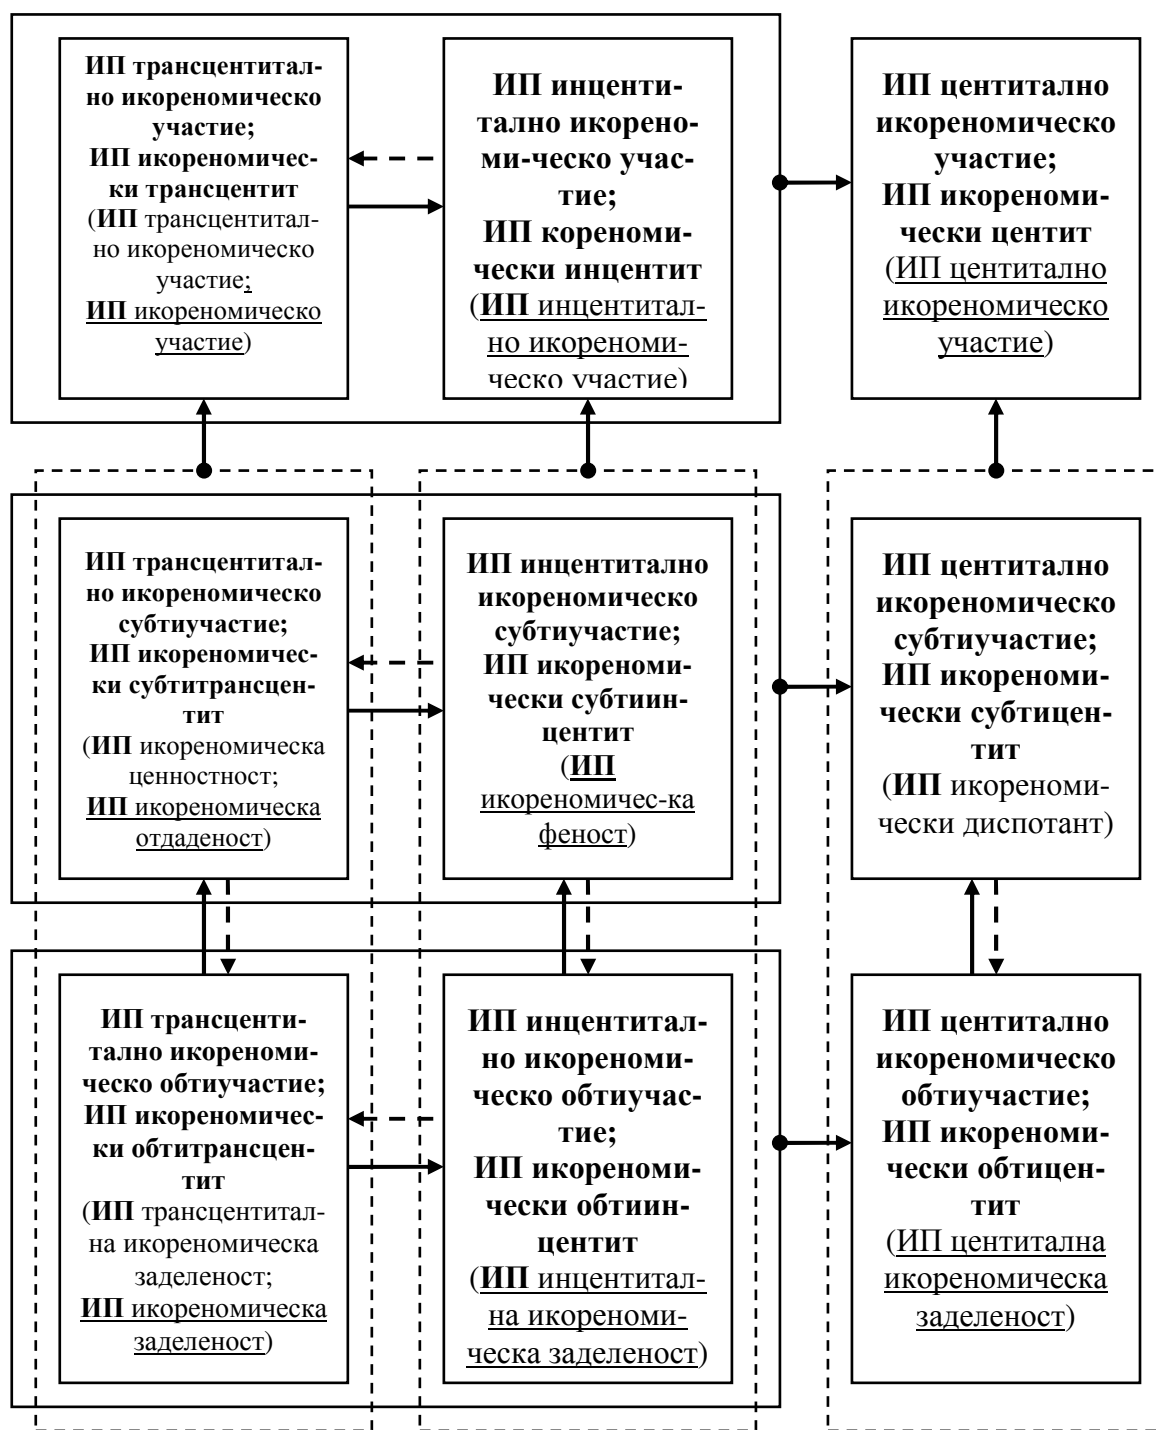 ИП трансцентитал-
но икореномическо
участие;
ИП икореномичес-
ки трансцентит
(ИП трансцентитал-
но икореномическо
участие;
ИП икореномическо
участие)
ИП инценти-
тално икорено-
ми-ческо учас-
тие;
ИП кореноми-
чески инцентит
(ИП инцентитал-
но икореноми-
ческо участие)
ИП центитално
икореномическо
участие;
ИП икореноми-
чески центит
(ИП центитално
икореномическо
участие)
ИП трансцентитал-
но икореномическо
субтиучастие;
ИП икореномичес-
ки субтитрансцен-
тит
(ИП икореномическа
ценностност;
ИП икореномическа
отдаденост)
ИП инцентитално
икореномическо
субтиучастие;
ИП икореноми-
чески субтиин-
центит
(ИП
икореномичес-ка
феност)
ИП центитално
икореномическо
субтиучастие;
ИП икореноми-
чески субтицен-
тит
(ИП икореноми-
чески диспотант)
ИП трансценти-
тално икореноми-
ческо обтиучастие;
ИП икореномичес-
ки обтитрансцен-
тит
(ИП трансцентитал-
на икореномическа
заделеност;
ИП икореномическа
заделеност)
ИП инцентитал-
но икореноми-
ческо обтиучас-
тие;
ИП икореноми-
чески обтиин-
центит
(ИП инцентитал-
на икореноми-
ческа заделеност)
ИП центитално
икореномическо
обтиучастие;
ИП икореноми-
чески обтицен-
тит
(ИП центитална
икореномическа
заделеност)